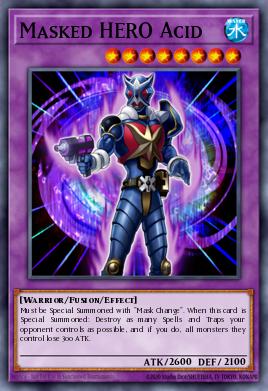 Masked HERO Acid
WATER
水
[Warrior/Fusion/Effect]
Must be Special Summoned with "Mask Change". When this card is
Special Summoned: Destroy as many Spells and Traps your
opponent controls as possible, and if you do, all monsters they
control lose 300 ATK.
ATK/2600 DEF/2100